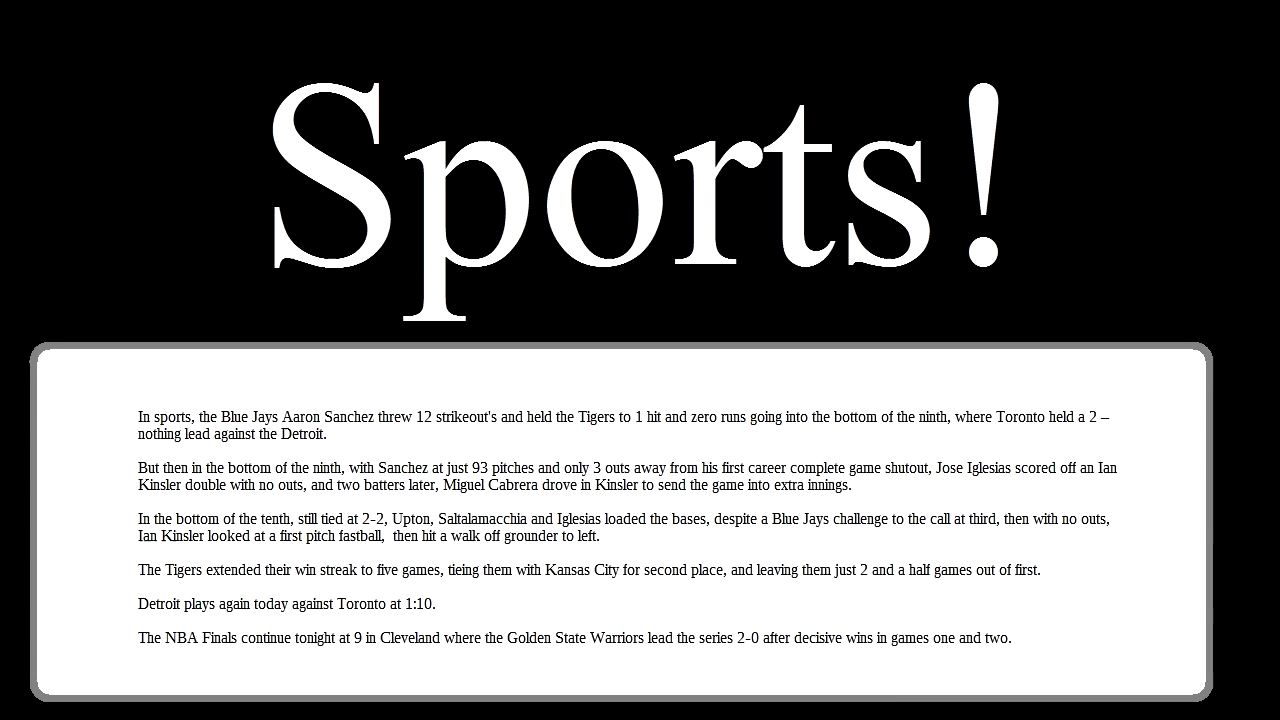 Sports!
In sports, the Blue Jays Aaron Sanchez threw 12 strikeout's and held the Tigers to 1 hit and zero runs going into the bottom of the ninth, where Toronto held a 2 –
nothing lead against the Detroit.
But then in the bottom of the ninth, with Sanchez at just 93 pitches and only 3 outs away from his first career complete game shutout, Jose Iglesias scored off an Ian
Kinsler double with no outs, and two batters later, Miguel Cabrera drove in Kinsler to send the game into extra innings.
In the bottom of the tenth, still tied at 2-2, Upton, Saltalamacchia and Iglesias loaded the bases, despite a Blue Jays challenge to the call at third, then with no outs,
Ian Kinsler looked at a first pitch fastball,  then hit a walk off grounder to left.
The Tigers extended their win streak to five games, tieing them with Kansas City for second place, and leaving them just 2 and a half games out of first.
Detroit plays again today against Toronto at 1:10.
The NBA Finals continue tonight at 9 in Cleveland where the Golden State Warriors lead the series 2-0 after decisive wins in games one and two.